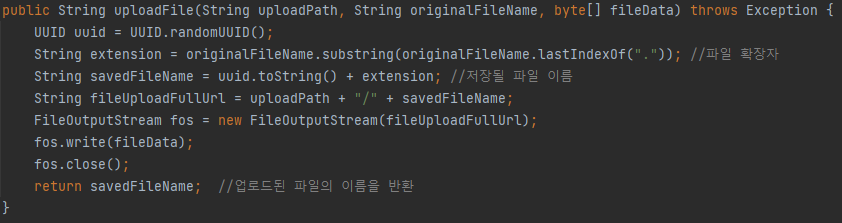 public String uploadFile(String uploadPath, String originalFileName, byte[] fileData) throws Exception {
    UUID uuid = UUID.randomUUID();
    String extension = originalFileName.substring(originalFileName.lastIndexOf(".")); //파일 확장자
    String savedFileName = uuid.toString() + extension; //저장될 파일 이름
    String fileUploadFullUrl = uploadPath + "/" + savedFileName;
    FileOutputStream fos = new FileOutputStream(fileUploadFullUrl);
    fos.write(fileData);
    fos.close();
    return savedFileName;  //업로드된 파일의 이름을 반환
}